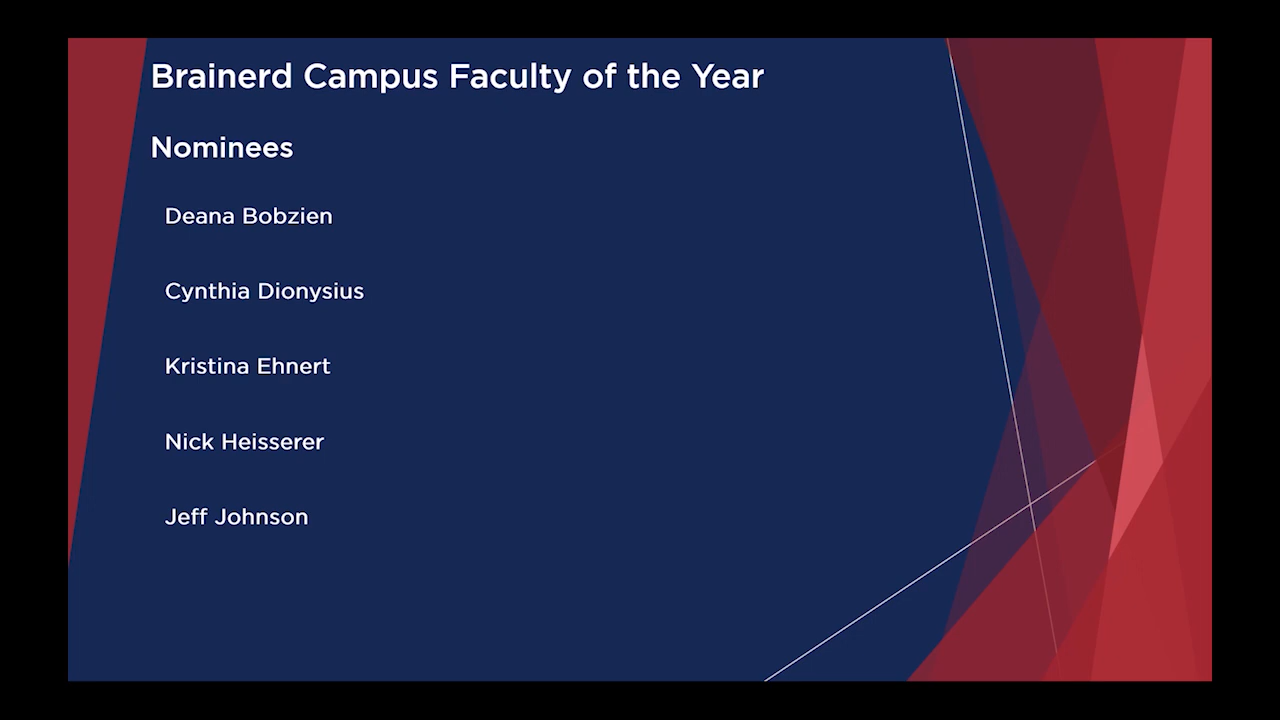 Brainerd Campus Faculty of the Year
Nominees
Deana Bobzien
Cynthia Dionysius
Kristina Ehnert
Nick Heisserer
Jeff Johnson